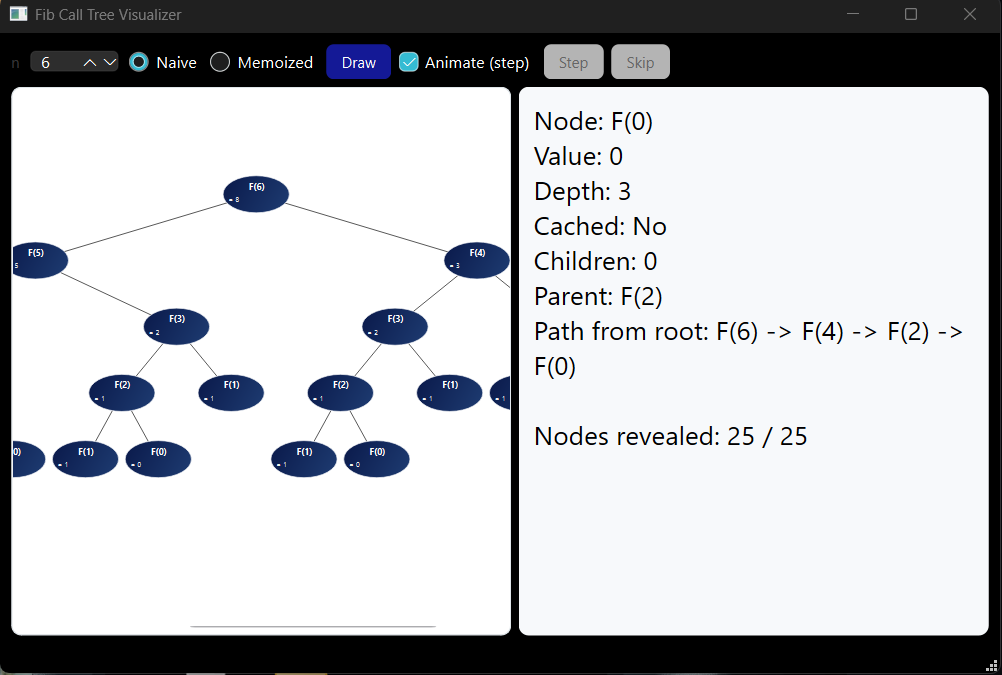 Fib Call Tree Visualizer
n 6 Naive Memoized Draw Animate (step) Step Skip
F(6)
= 8
F(5)
5
F(4)
= 3
F(3)
= 2
F(3)
= 2
F(2)
= 1
F(1)
= 1
F(2)
= 1
F(1)
= 1
= 1
0)
F(1)
= 1
F(0)
= 0
F(1)
= 1
F(0)
= 0
Node: F(0)
Value: 0
Depth: 3
Cached: No
Children: 0
Parent: F(2)
Path from root: F(6) -> F(4) -> F(2) ->
F(0)
Nodes revealed: 25 / 25